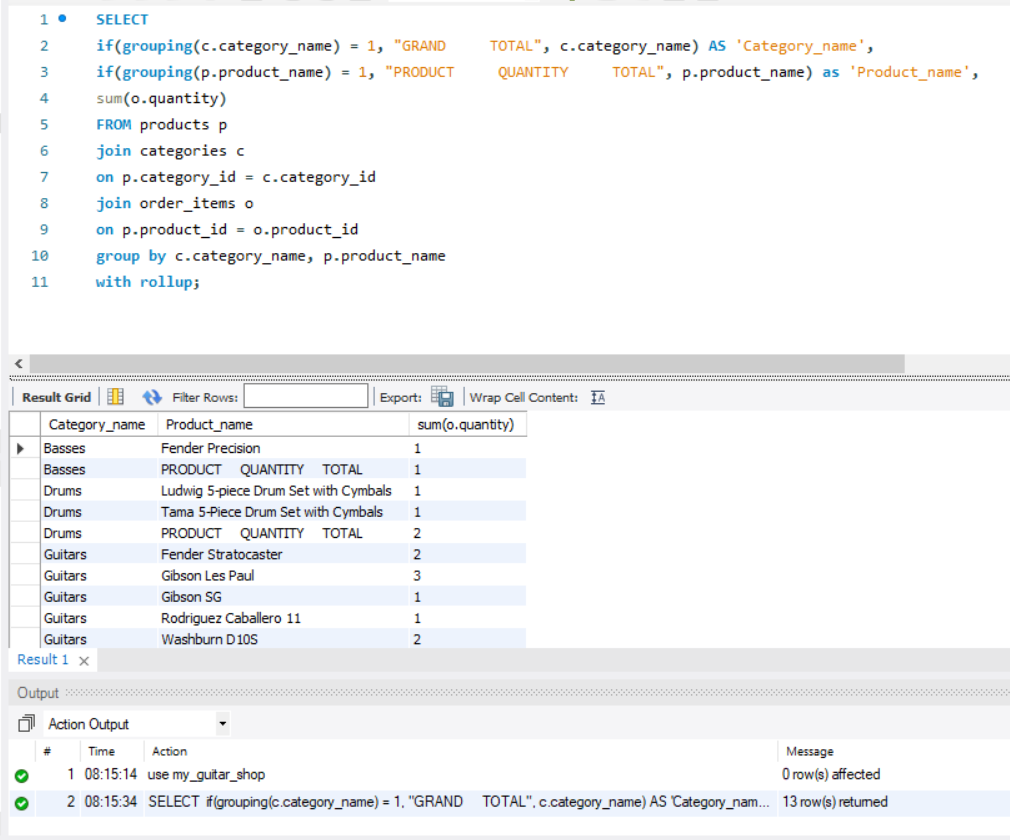 1 SELECT
2 if(grouping(c.category_name) = 1, "GRAND     TOTAL", c.category_name) AS 'Category_name',
3 if(grouping(p.product_name) = 1, "PRODUCT     QUANTITY     TOTAL", p.product_name) as 'Product_name',
4 sum(o.quantity)
5 FROM products p
6 join categories c
7 on p.category_id = c.category_id
8 join order_items o
9 on p.product_id = o.product_id
10 group by c.category_name, p.product_name
11 with rollup;
Result Grid Filter Rows: Export: Wrap Cell Content:
Category_name Product_name sum(o.quantity)
Basses Fender Precision 1
Basses PRODUCT     QUANTITY     TOTAL 1
Drums Ludwig 5-piece Drum Set with Cymbals 1
Drums Tama 5-Piece Drum Set with Cymbals 1
Drums PRODUCT     QUANTITY     TOTAL 2
Guitars Fender Stratocaster 2
Guitars Gibson Les Paul 3
Guitars Gibson SG 1
Guitars Rodriguez Caballero 11 1
Guitars Washburn D10S 2
Result 1
Output
Action Output
# Time Action Message
1 08:15:14 use my_guitar_shop 0 row(s) affected
2 08:15:34 SELECT if(grouping(c.category_name) = 1, "GRAND     TOTAL", c.category_name) AS 'Category_nam... 13 row(s) returned